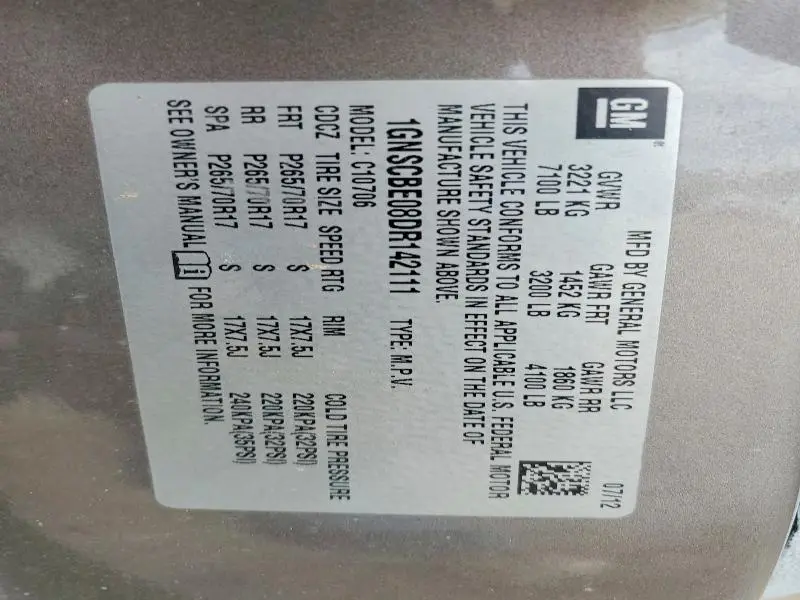 GM
MFD BY GENERAL MOTORS LLC 07/12
GVWR GAWR FRT GAWR RR
3221 KG 1452 KG 1860 KG
7100 LB 3200 LB 4100 LB
THIS VEHICLE CONFORMS TO ALL APPLICABLE U.S. FEDERAL MOTOR
VEHICLE SAFETY STANDARDS IN EFFECT ON THE DATE OF
MANUFACTURE SHOWN ABOVE.
1GNSCBE08DR142111 TYPE: M.P.V.
MODEL: C10706
CDCZ TIRE SIZE SPEED RTG RIM COLD TIRE PRESSURE
FRT P265/70R17 S 17X7.5J 220KPA(32PSI)
RR P265/70R17 S 17X7.5J 220KPA(32PSI)
SPA P265/70R17 S 17X7.5J 240KPA(35PSI)
SEE OWNER'S MANUAL FOR MORE INFORMATION.